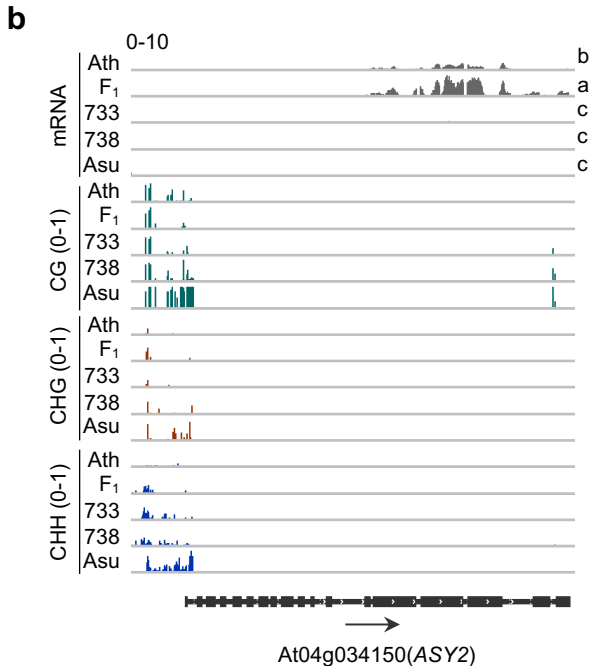 b
0-10
mRNA
Ath b
F₁ a
733 c
738 c
Asu c
CG (0-1)
Ath
F₁
733
738
Asu
CHG (0-1)
Ath
F₁
733
738
Asu
CHH (0-1)
Ath
F₁
733
738
Asu
At04g034150(ASY2)